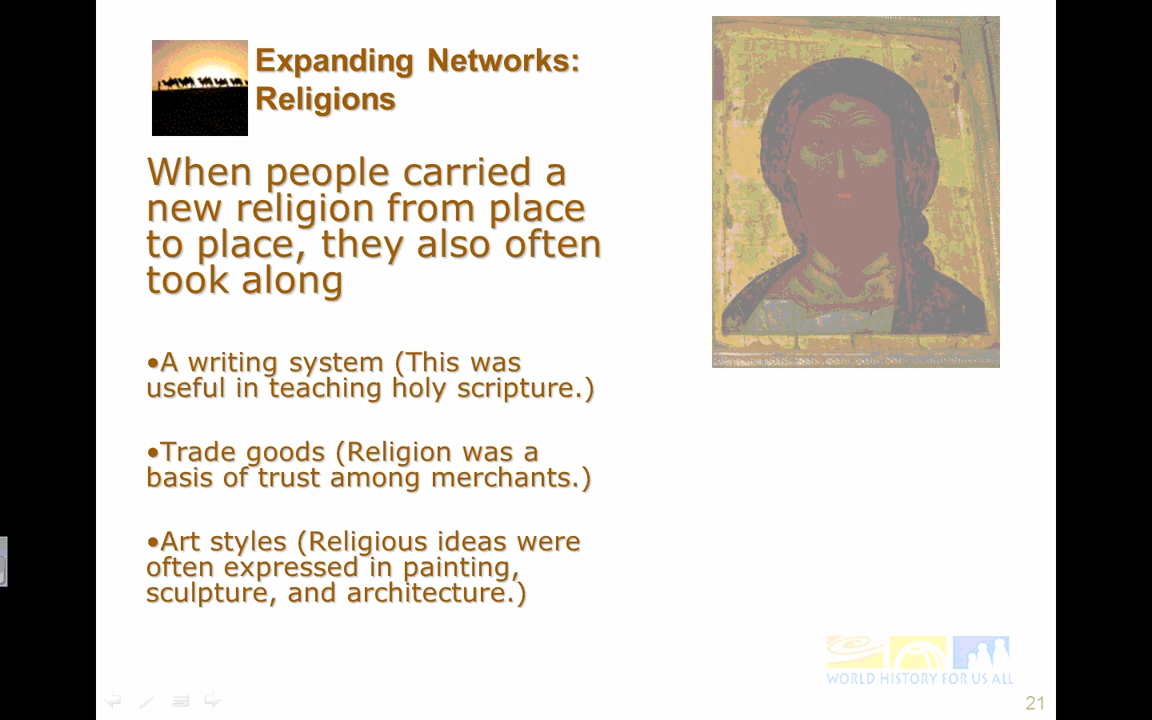 Expanding Networks:
Religions
When people carried a
new religion from place
to place, they also often
took along
•A writing system (This was
useful in teaching holy scripture.)
•Trade goods (Religion was a
basis of trust among merchants.)
•Art styles (Religious ideas were
often expressed in painting,
sculpture, and architecture.)
WORLD HISTORY FOR US ALL
21